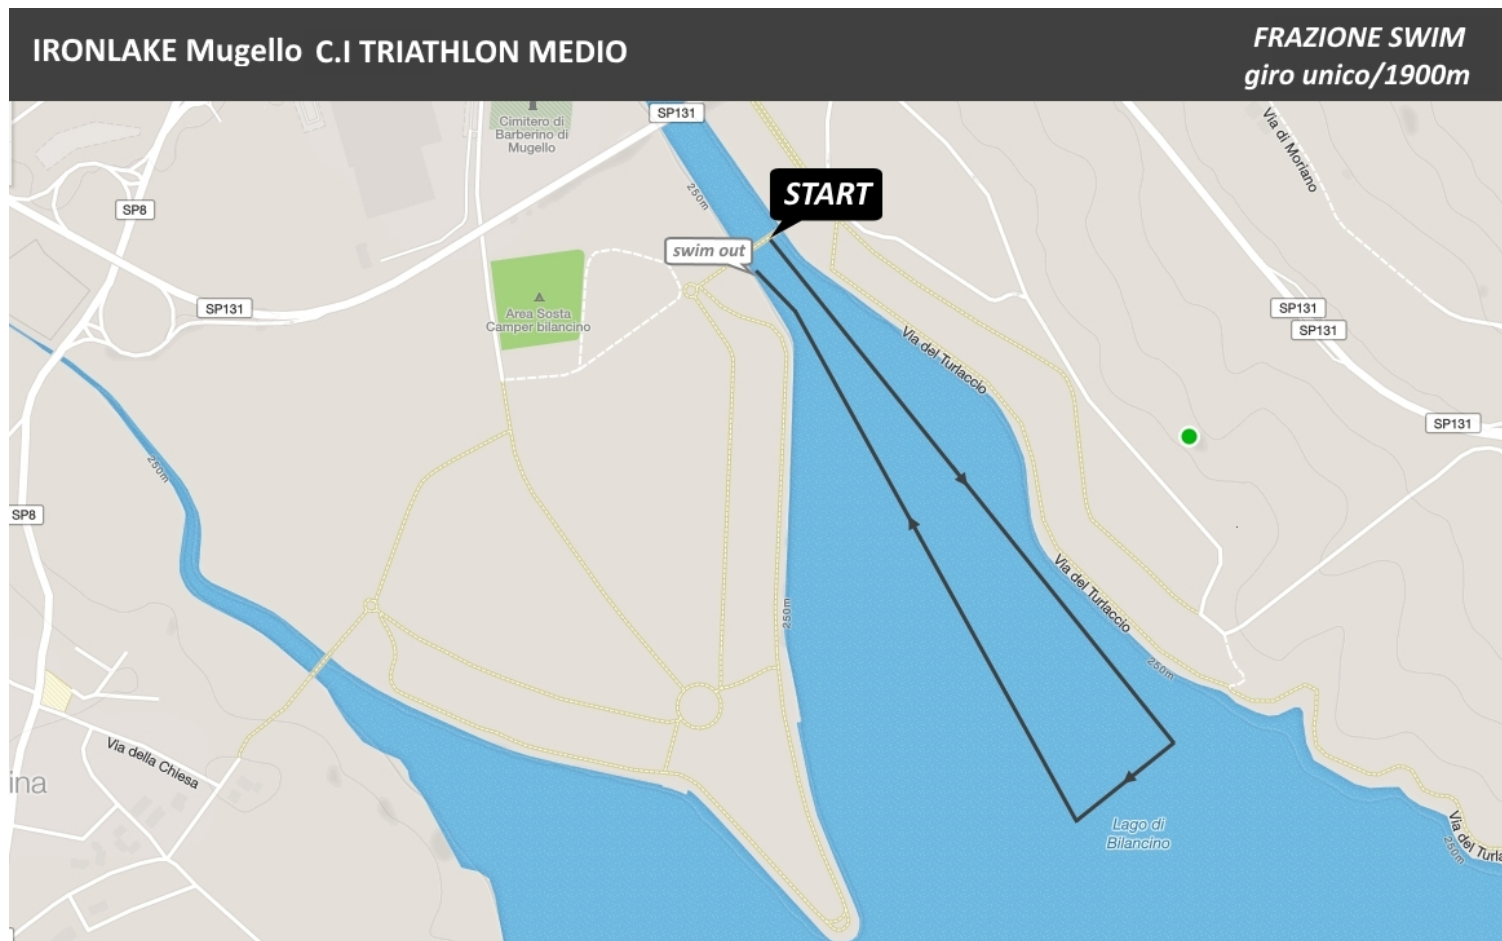 IRONLAKE Mugello C.I TRIATHLON MEDIO
FRAZIONE SWIM
giro unico/1900m
SP131
Cimitero di
Barberino di
Mugello
Via di Moriano
250m
START
SP8
swim out
SP131
Area Sosta
Camper bilancino
SP131
SP131
Via del Turlaccio
SP131
250m
SP8
Via del Turlaccio
250m
250m
Via della Chiesa
ina
Lago di
Bilancino
Via del Turla
250m